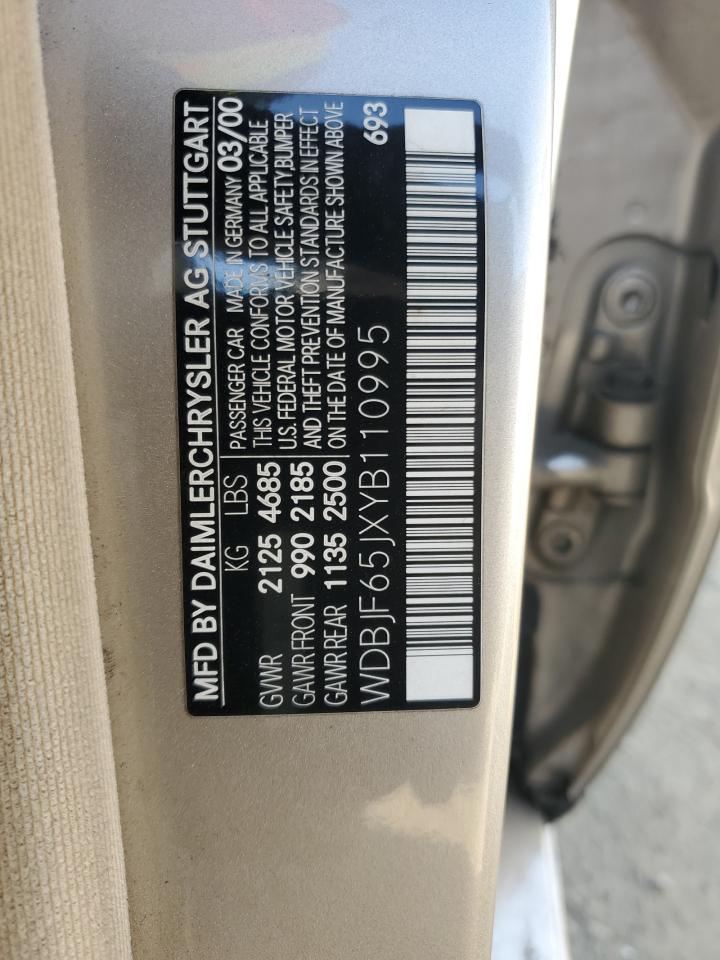 MFD BY DAIMLERCHRYSLER AG STUTTGART
KG LBS PASSENGER CAR MADE IN GERMANY 03/00
GVWR 2125 4685 THIS VEHICLE CONFORMS TO ALL APPLICABLE
U.S. FEDERAL MOTOR VEHICLE SAFETY BUMPER
GAWR FRONT 990 2185 AND THEFT PREVENTION STANDARDS IN EFFECT
GAWR REAR 1135 2500 ON THE DATE OF MANUFACTURE SHOWN ABOVE
WDBJF65JXYB110995 693